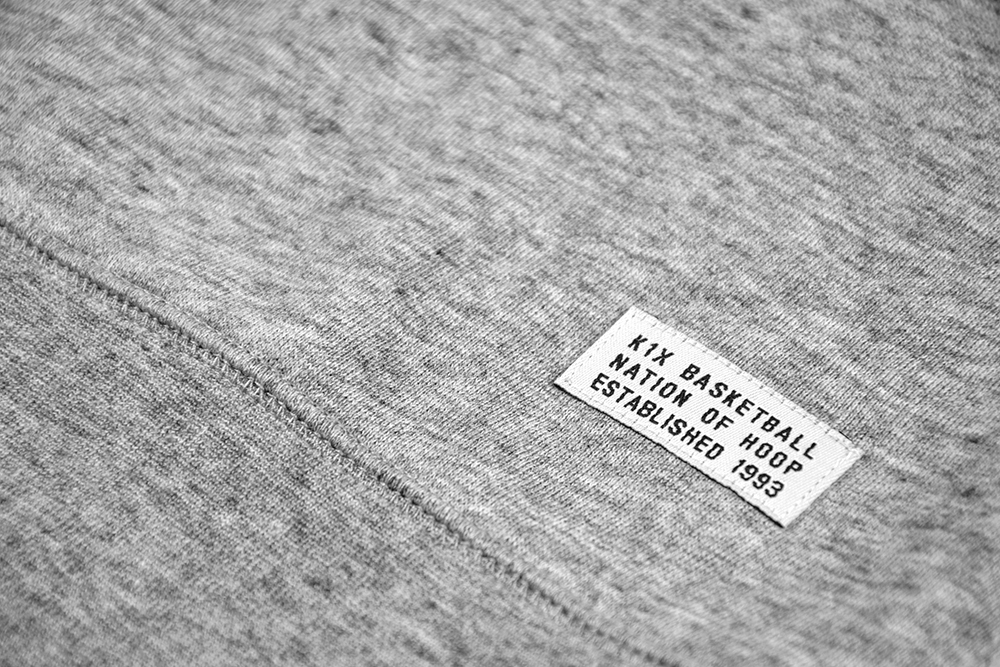 K1X BASKETBALL
NATION OF HOOP
ESTABLISHED 1993